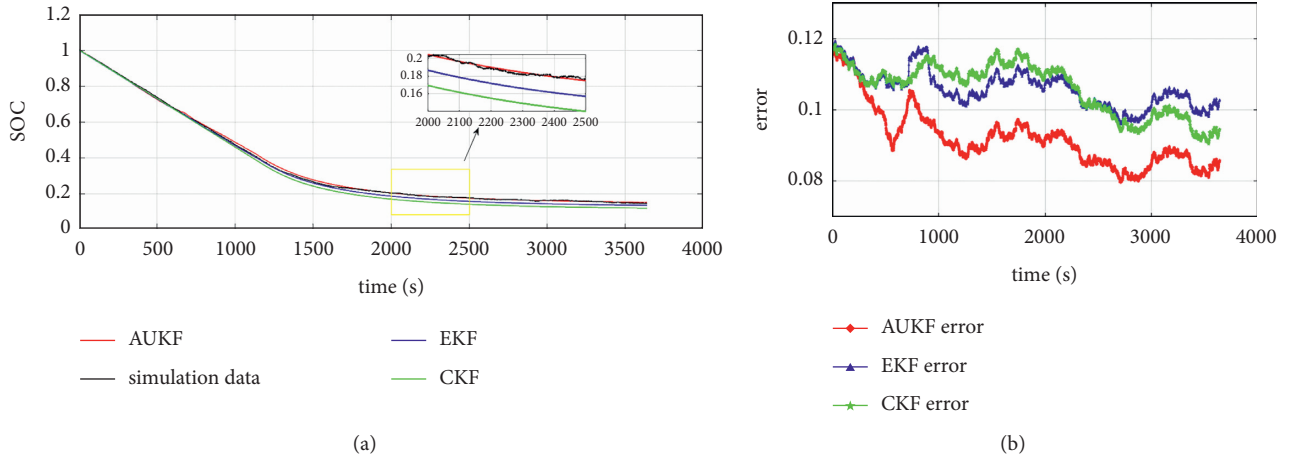 1.2
1
0.8
0.6
0.4
0.2
0
SOC
0 500 1000 1500 2000 2500 3000 3500 4000
time (s)
0.2
0.18
0.16
2000 2100 2200 2300 2400 2500
AUKF
simulation data
EKF
CKF
(a)
0.12
0.1
0.08
error
0 1000 2000 3000 4000
time (s)
AUKF error
EKF error
CKF error
(b)